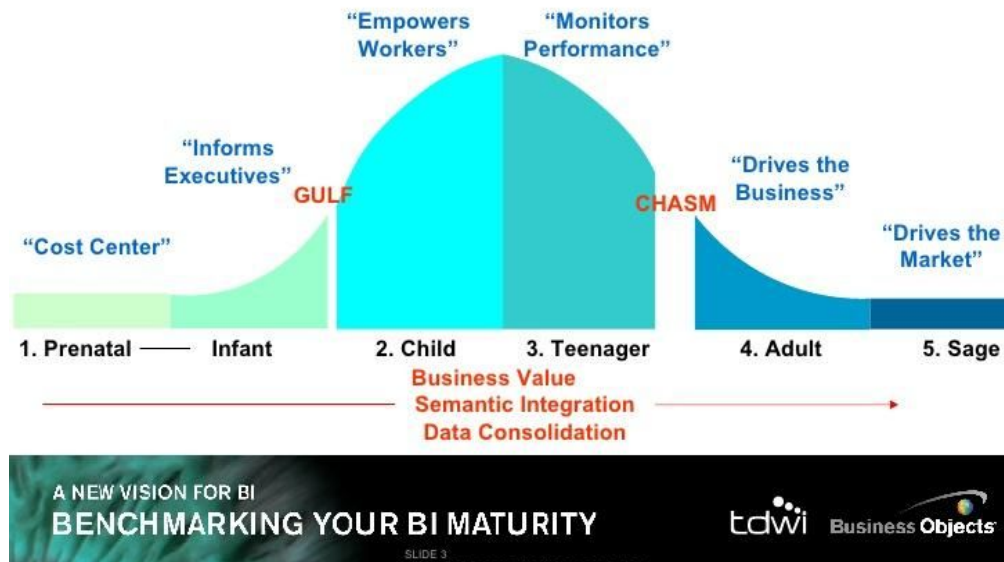 “Empowers
Workers”
“Monitors
Performance”
“Informs
Executives”
GULF
CHASM
“Drives the
Business”
“Cost Center”
“Drives the
Market”
1. Prenatal
Infant
2. Child
3. Teenager
4. Adult
5. Sage
Business Value
Semantic Integration
Data Consolidation
A NEW VISION FOR BI
BENCHMARKING YOUR BI MATURITY
tdwi
Business Objects
SLIDE 3